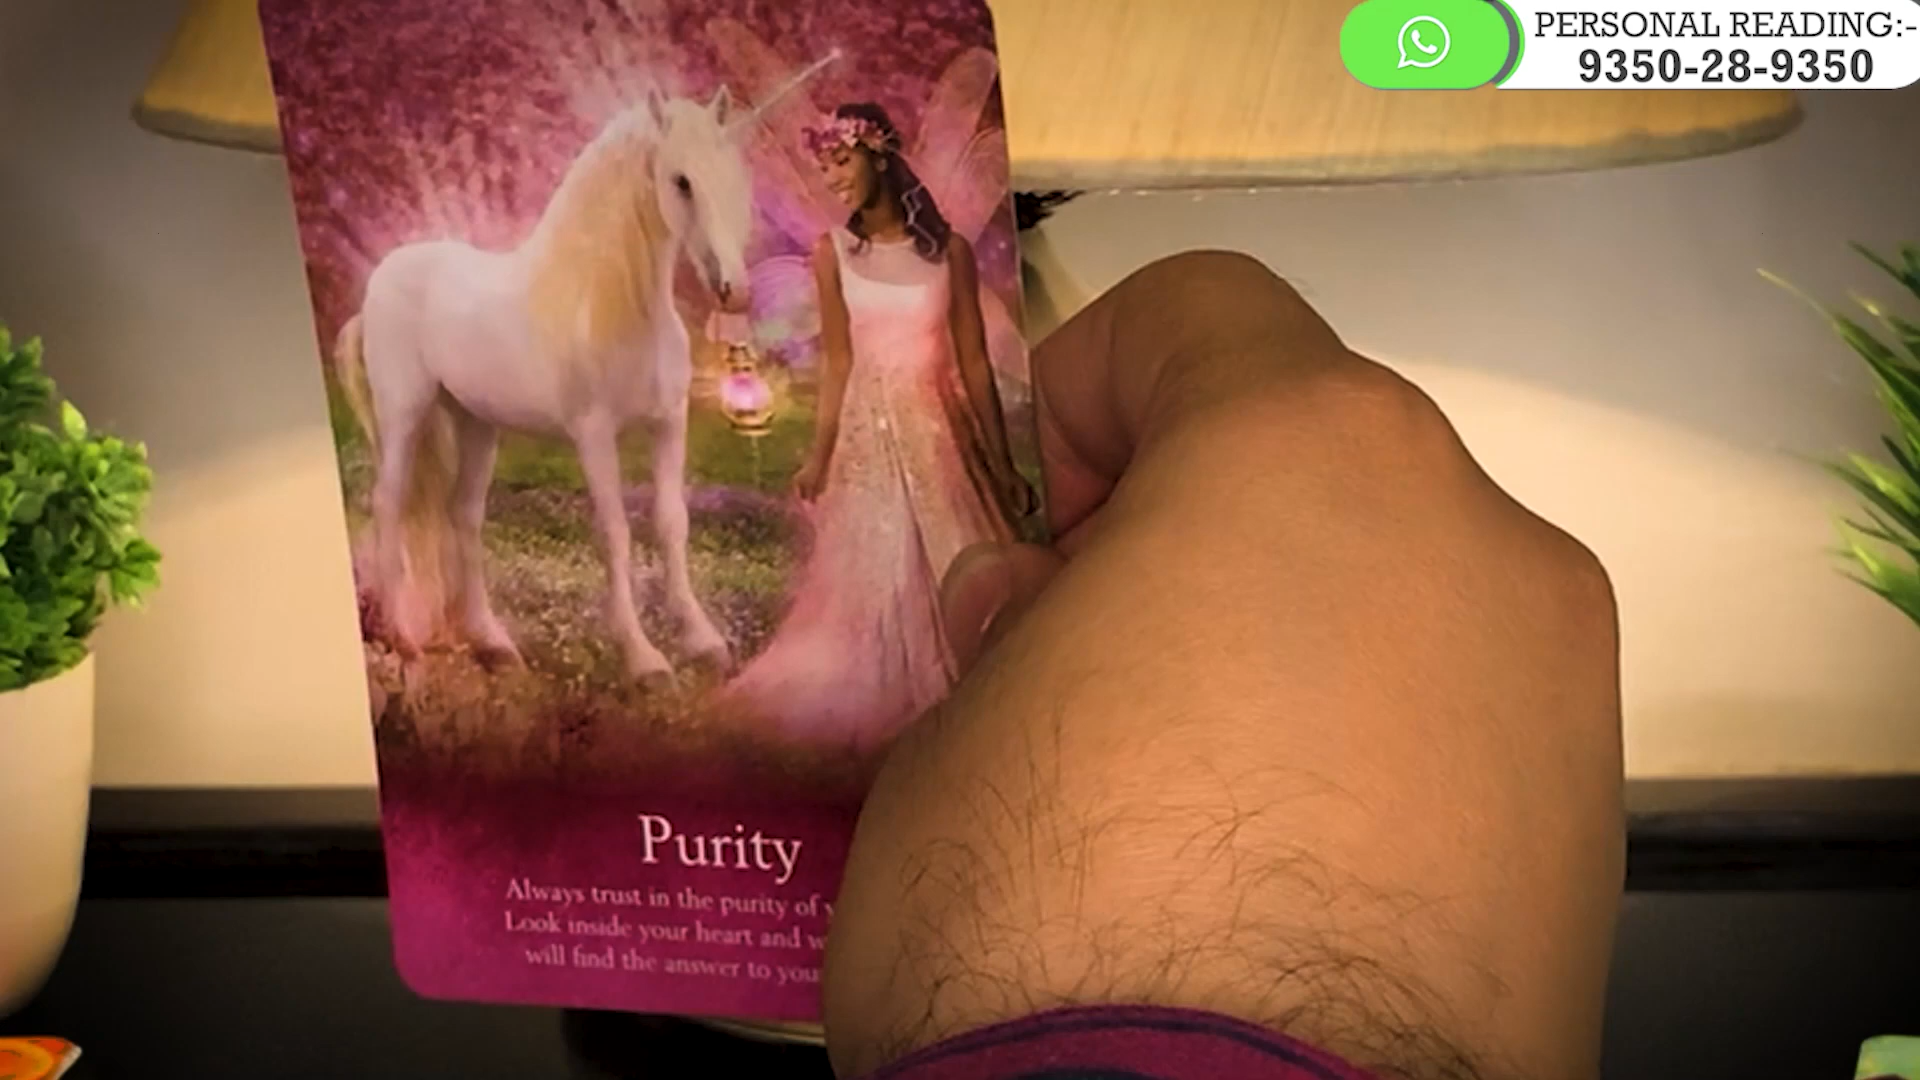 PERSONAL READING:-
9350-28-9350
Purity
Always trust in the purity of
Look inside your heart and
will find the answer to